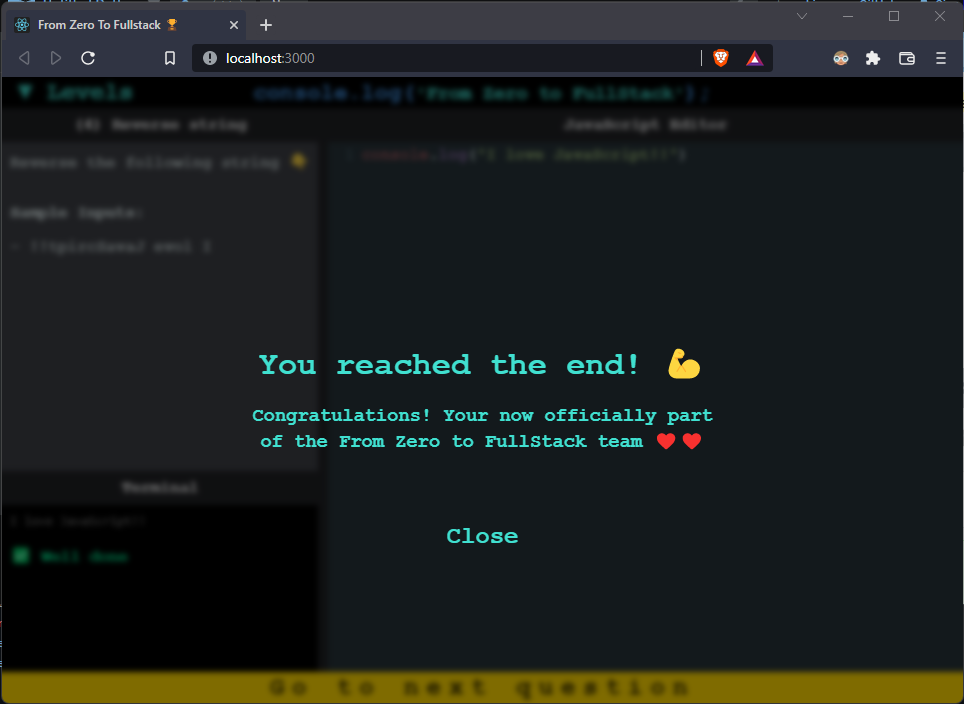 From Zero To Fullstack 🏆
localhost:3000
▼ Levels
console.log('From Zero to FullStack');
(4) Reverse string
JavaScript Editor
Reverse the following string 👇
console.log("I love JavaScript!!")
Sample Inputs:
- !!tpircSavaJ evol I
You reached the end! 💪
Congratulations! Your now officially part
of the From Zero to FullStack team ❤️❤️
Terminal
I love JavaScript!!
Close
✅ Well done
Go to next question